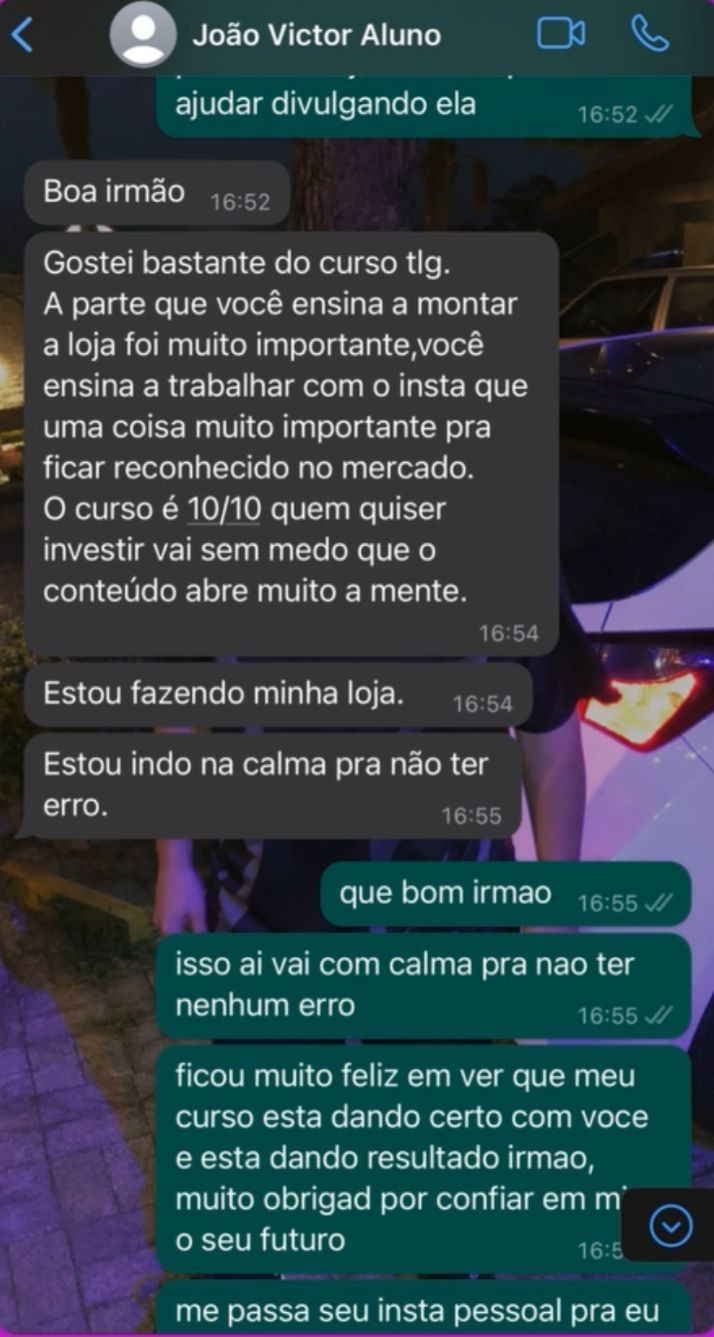 João Victor Aluno
ajudar divulgando ela
16:52
Boa irmão 16:52
Gostei bastante do curso tlg.
A parte que você ensina a montar
a loja foi muito importante,você
ensina a trabalhar com o insta que
uma coisa muito importante pra
ficar reconhecido no mercado.
O curso é 10/10 quem quiser
investir vai sem medo que o
conteúdo abre muito a mente.
16:54
Estou fazendo minha loja. 16:54
Estou indo na calma pra não ter
erro.
16:55
que bom irmao 16:55
isso ai vai com calma pra nao ter
nenhum erro
16:55
ficou muito feliz em ver que meu
curso esta dando certo com voce
e esta dando resultado irmao,
muito obrigad por confiar em
o seu futuro
me passa seu insta pessoal pra eu